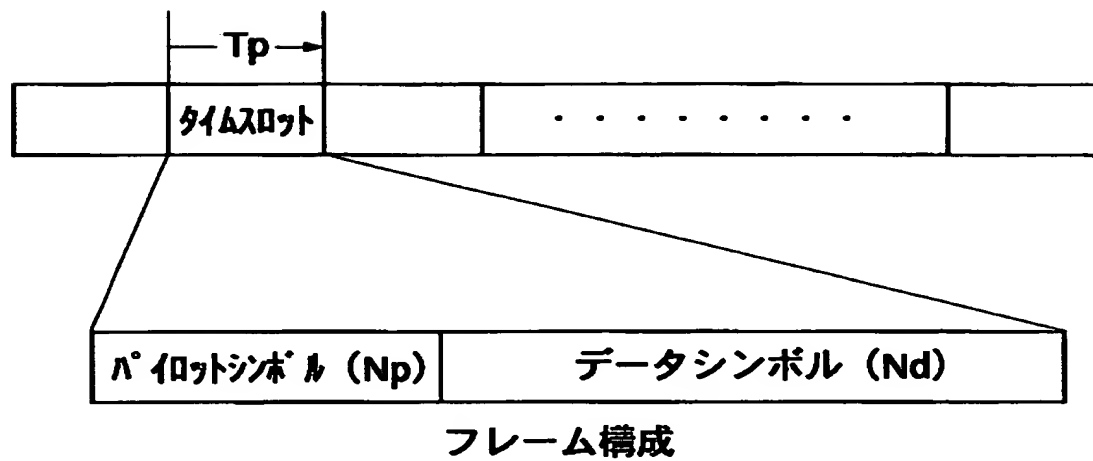 Tp
タイムスロット
・・・・・・・・
パイロットシンボル（Np）
データシンボル（Nd）
フレーム構成